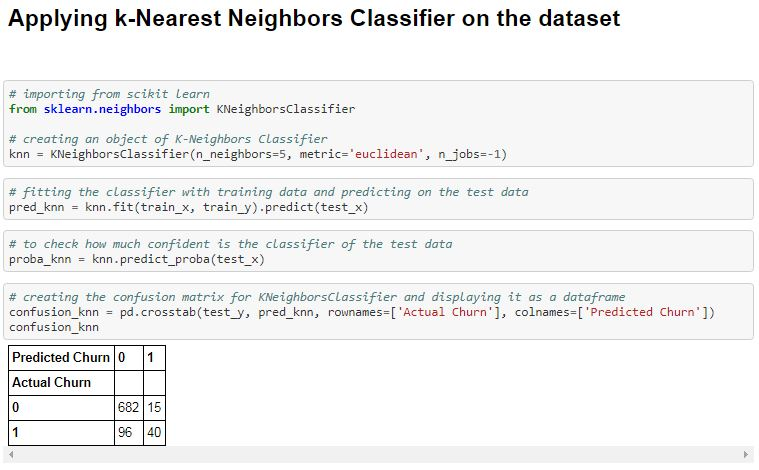 Applying k-Nearest Neighbors Classifier on the dataset
# importing from scikit learn
from sklearn.neighbors import KNeighborsClassifier
# creating an object of K-Neighbors Classifier
knn = KNeighborsClassifier(n_neighbors=5, metric='euclidean', n_jobs=-1)
# fitting the classifier with training data and predicting on the test data
pred_knn = knn.fit(train_x, train_y).predict(test_x)
# to check how much confident is the classifier of the test data
proba_knn = knn.predict_proba(test_x)
# creating the confusion matrix for KNeighborsClassifier and displaying it as a dataframe
confusion_knn = pd.crosstab(test_y, pred_knn, rownames=['Actual Churn'], colnames=['Predicted Churn'])
confusion_knn
Predicted Churn 0 1
Actual Churn
0 682 15
1 96 40